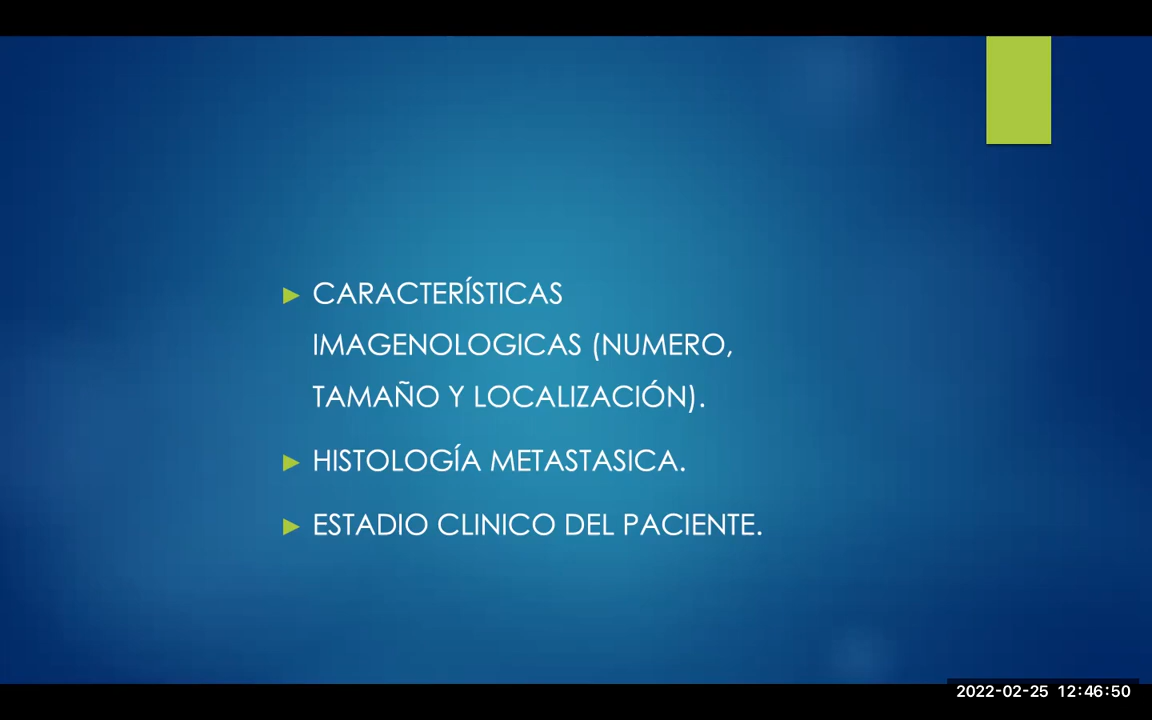 ► CARACTERÍSTICAS
IMAGENOLOGICAS (NUMERO,
TAMAÑO Y LOCALIZACIÓN).
► HISTOLOGÍA METASTASICA.
► ESTADIO CLINICO DEL PACIENTE.
2022-02-25 12:46:50